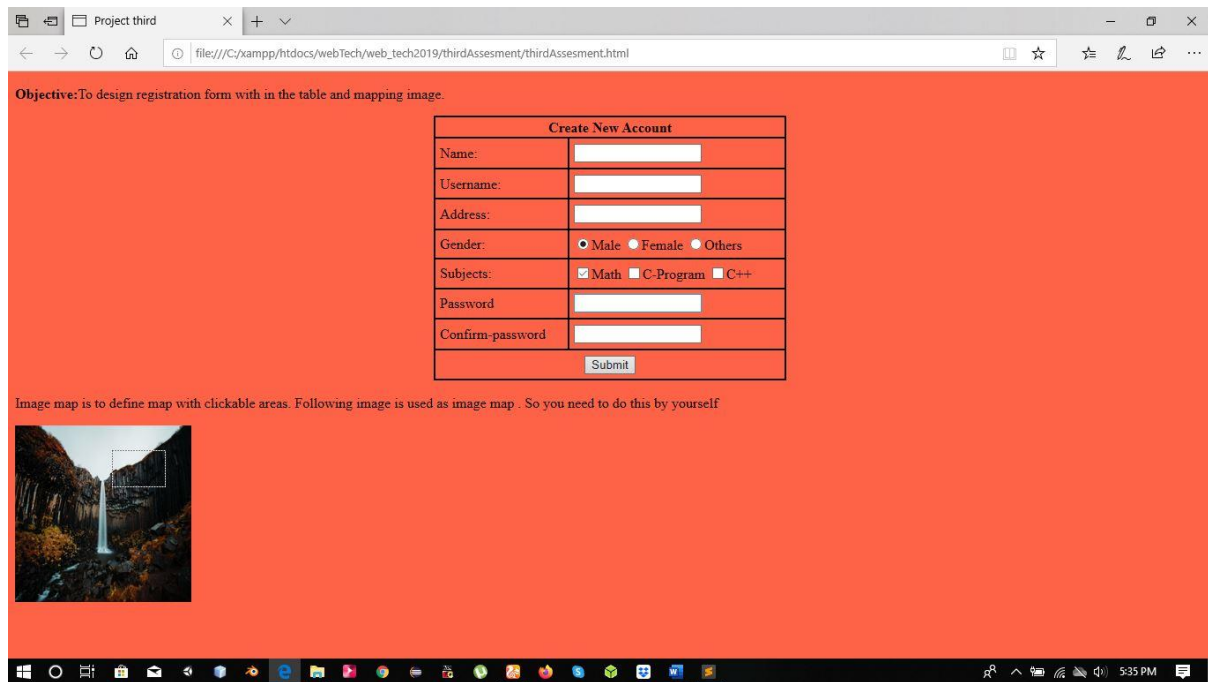 Project third
file:///C:/xampp/htdocs/webTech/web_tech2019/thirdAssesment/thirdAssesment.html
Objective:To design registration form with in the table and mapping image.
Create New Account
Name:
Username:
Address:
Gender: Male Female Others
Subjects: Math C-Program C++
Password
Confirm-password
Submit
Image map is to define map with clickable areas. Following image is used as image map . So you need to do this by yourself
5:35 PM